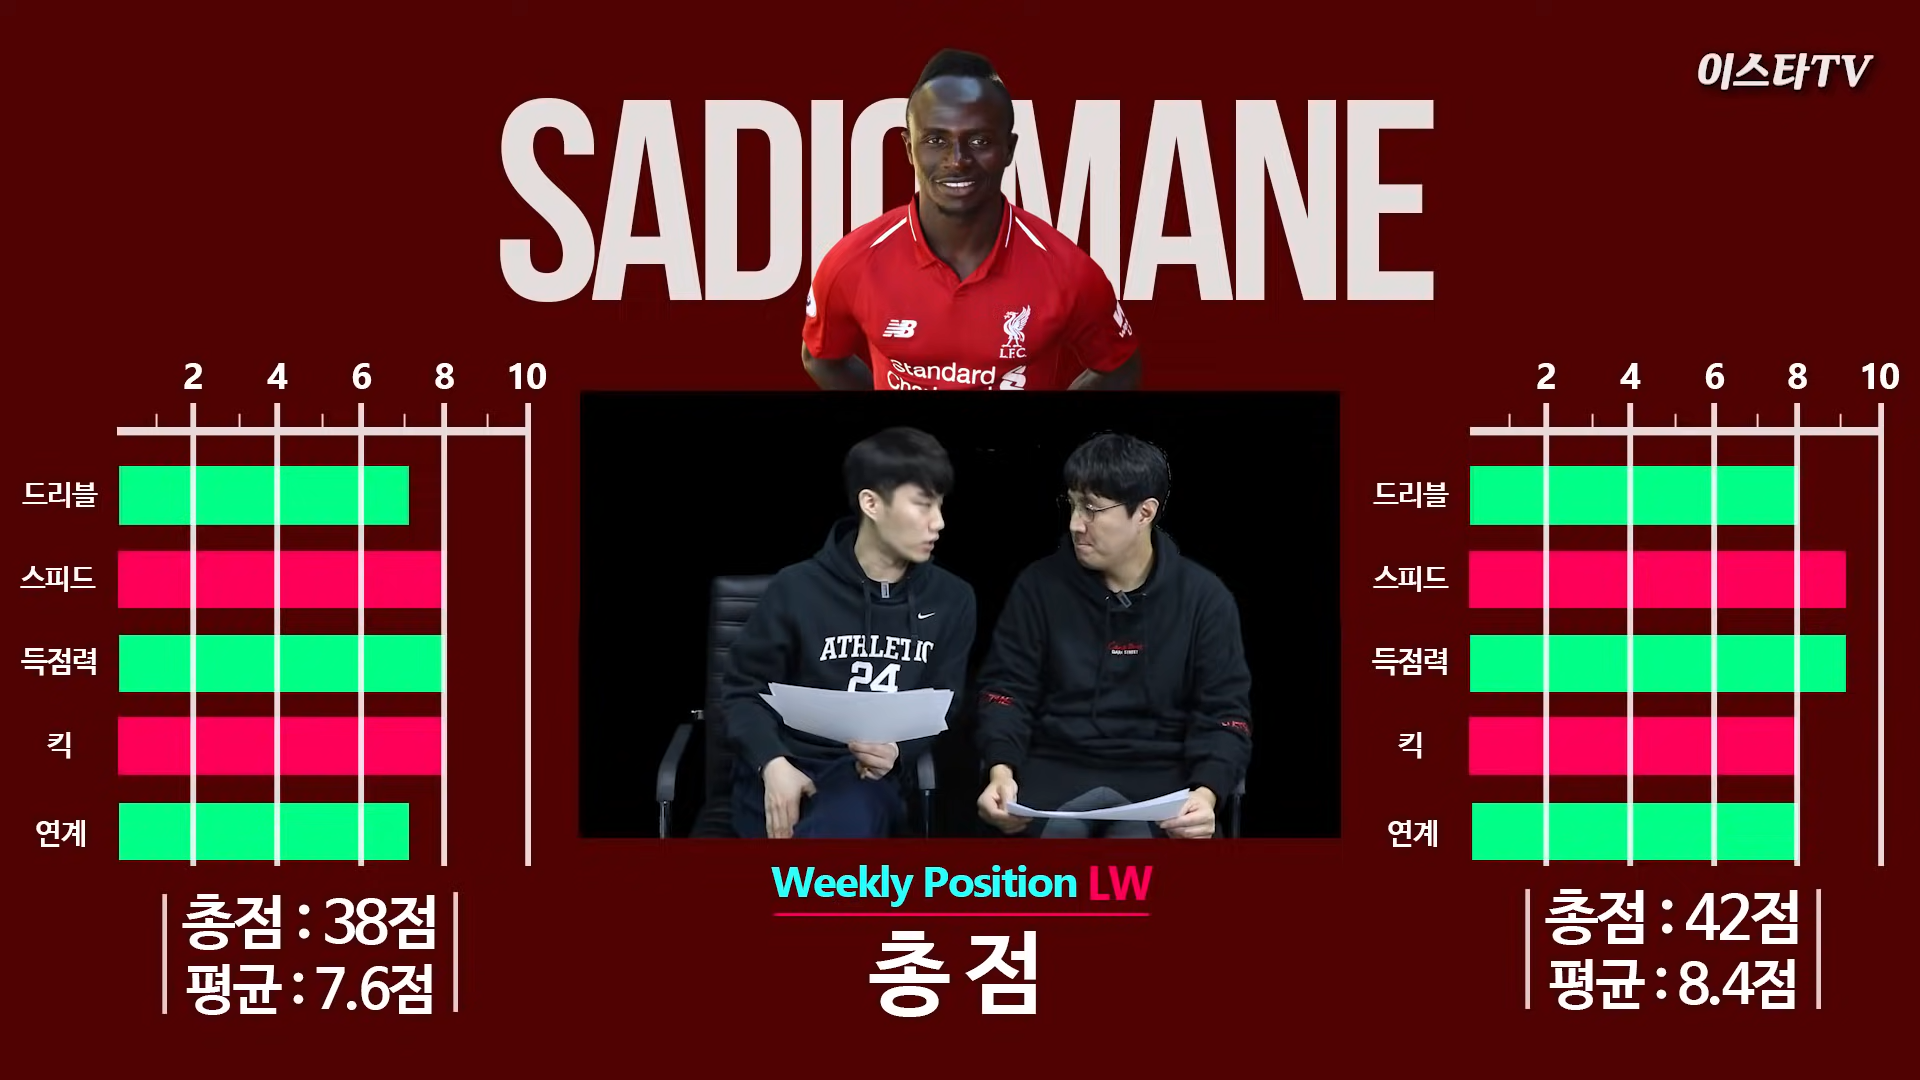 이스타TV
SADIO MANE
NB
L.F.C.
Standard
2 4 6 8 10
드리블
스피드
득점력
킥
연계
총점 : 38점
평균 : 7.6점
ATHLETIC
24
Weekly Position LW
총점
2 4 6 8 10
드리블
스피드
득점력
킥
연계
총점 : 42점
평균 : 8.4점